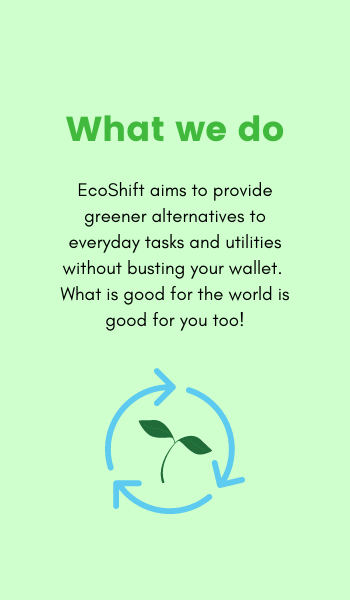 What we do
EcoShift aims to provide
greener alternatives to
everyday tasks and utilities
without busting your wallet.
What is good for the world is
good for you too!